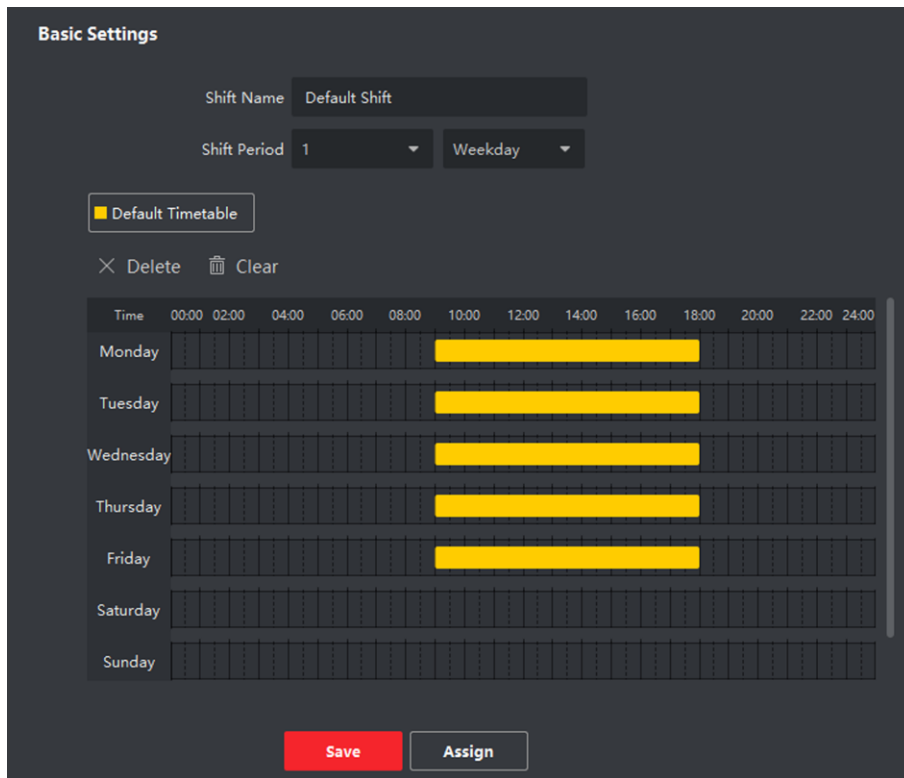 Basic Settings
Shift Name Default Shift
Shift Period 1 Weekday
Default Timetable
Delete Clear
Time 00:00 02:00 04:00 06:00 08:00 10:00 12:00 14:00 16:00 18:00 20:00 22:00 24:00
Monday
Tuesday
Wednesday
Thursday
Friday
Saturday
Sunday
Save Assign